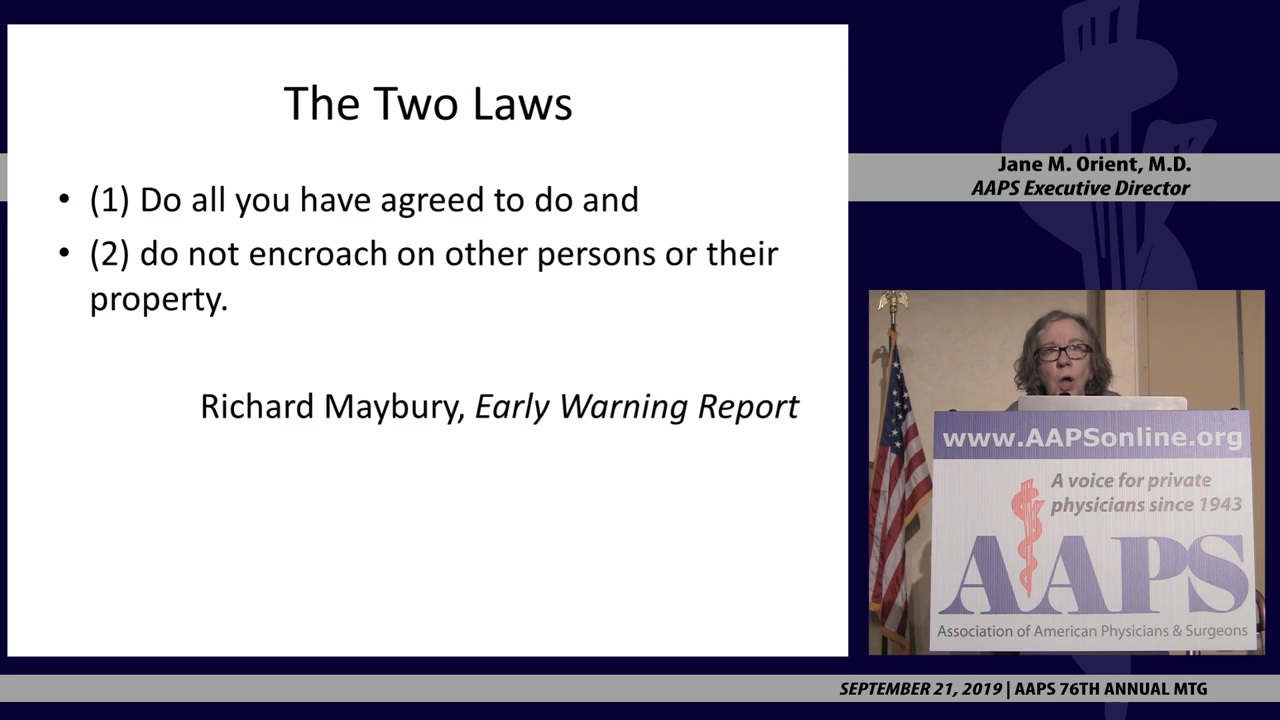 The Two Laws
• (1) Do all you have agreed to do and
• (2) do not encroach on other persons or their
property.
Richard Maybury, Early Warning Report
Jane M. Orient, M.D.
AAPS Executive Director
www.AAPSonline.org
A voice for private
physicians since 1943
AAPS
Association of American Physicians & Surgeons
SEPTEMBER 21, 2019 | AAPS 76TH ANNUAL MTG